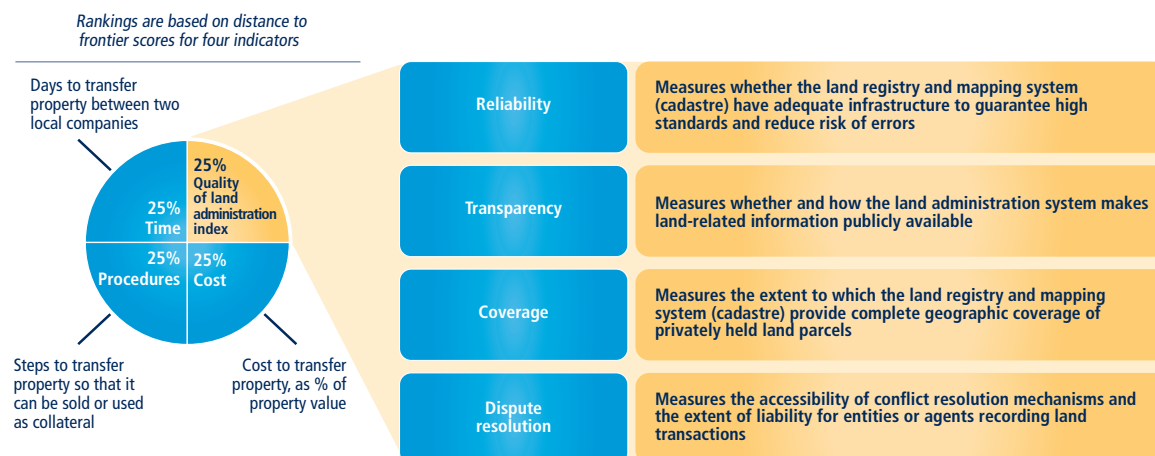 Rankings are based on distance to
frontier scores for four indicators
Days to transfer
property between two
local companies
25%
Time
25%
Quality
of land
administration
index
25%
Procedures
25%
Cost
Steps to transfer
property so that it
can be sold or used
as collateral
Cost to transfer
property, as % of
property value
Reliability
Measures whether the land registry and mapping system
(cadastre) have adequate infrastructure to guarantee high
standards and reduce risk of errors
Transparency
Measures whether and how the land administration system makes
land-related information publicly available
Coverage
Measures the extent to which the land registry and mapping
system (cadastre) provide complete geographic coverage of
privately held land parcels
Dispute
resolution
Measures the accessibility of conflict resolution mechanisms and
the extent of liability for entities or agents recording land
transactions